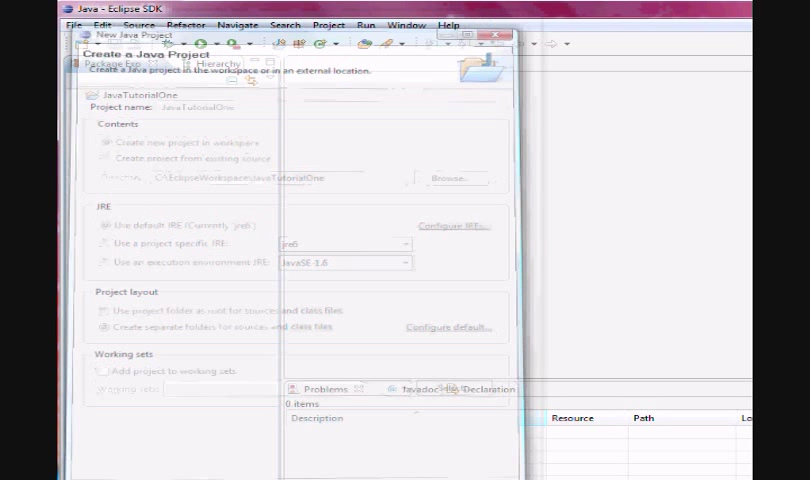 Java - Eclipse SDK
File Edit Source Refactor Navigate Search Project Run Window Help
New Java Project
Create a Java Project
Create a Java project in the workspace or in an external location.
Package Exp Hierarchy
JavaTutorialOne
Project name: JavaTutorialOne
Contents
Create new project in workspace
Create project from existing source
Directory: C:\EclipseWorkspace\JavaTutorialOne Browse...
JRE
Use default JRE (Currently 'jre6') Configure JREs...
Use a project specific JRE: jre6
Use an execution environment JRE: JavaSE-1.6
Project layout
Use project folder as root for sources and class files
Create separate folders for sources and class files Configure default...
Working sets
Add project to working sets
Working sets:
Problems Javadoc Declaration
0 items
Description Resource Path Lo